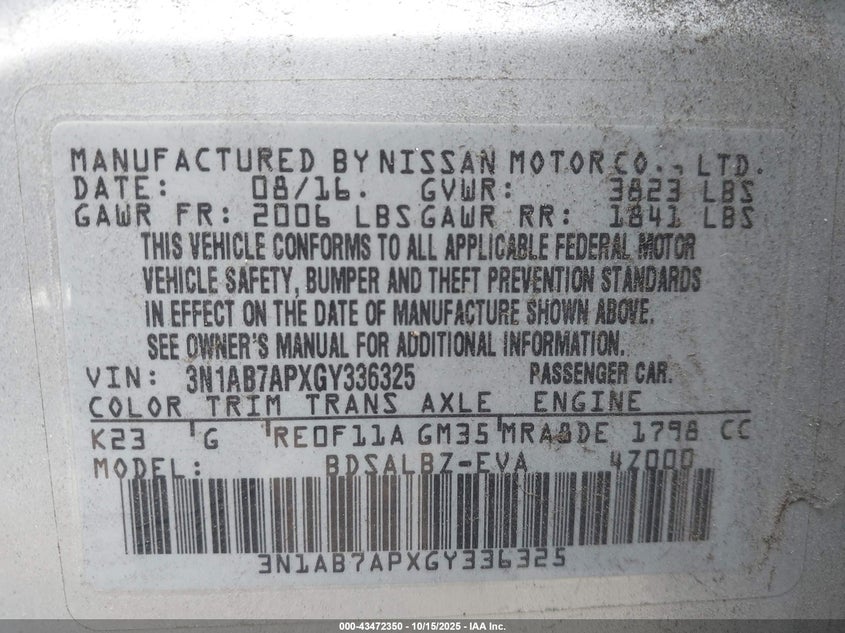 MANUFACTURED BY NISSAN MOTOR CO., LTD.
DATE: 08/16. GVWR: 3823 LBS
GAWR FR: 2006 LBS GAWR RR: 1841 LBS
THIS VEHICLE CONFORMS TO ALL APPLICABLE FEDERAL MOTOR
VEHICLE SAFETY, BUMPER AND THEFT PREVENTION STANDARDS
IN EFFECT ON THE DATE OF MANUFACTURE SHOWN ABOVE.
SEE OWNER'S MANUAL FOR ADDITIONAL INFORMATION.
VIN: 3N1AB7APXGY336325 PASSENGER CAR.
COLOR TRIM TRANS AXLE ENGINE
K23 G RE0F11A GM35 MRA8DE 1798 CC
MODEL: BDSALBZ-EVA 4Z000
3N1AB7APXGY336325
000-43472350 - 10/15/2025 - IAA Inc.